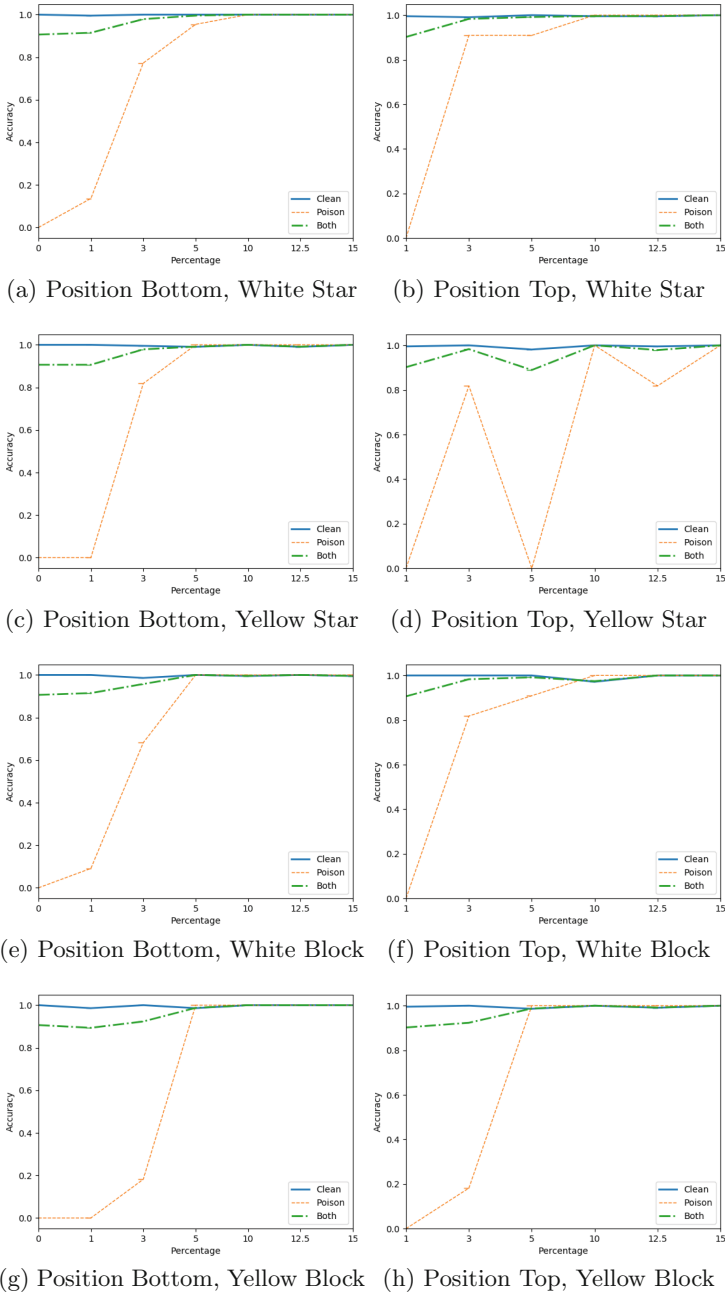 1.0
0.8
0.6
0.4
0.2
0.0
Accuracy
Clean
Poison
Both
0 1 3 5 10 12.5 15
Percentage
(a) Position Bottom, White Star
1.0
0.8
0.6
0.4
0.2
0.0
Accuracy
Clean
Poison
Both
1 3 5 10 12.5 15
Percentage
(b) Position Top, White Star
1.0
0.8
0.6
0.4
0.2
0.0
Accuracy
Clean
Poison
Both
0 1 3 5 10 12.5 15
Percentage
(c) Position Bottom, Yellow Star
1.0
0.8
0.6
0.4
0.2
0.0
Accuracy
Clean
Poison
Both
1 3 5 10 12.5 15
Percentage
(d) Position Top, Yellow Star
1.0
0.8
0.6
0.4
0.2
0.0
Accuracy
Clean
Poison
Both
0 1 3 5 10 12.5 15
Percentage
(e) Position Bottom, White Block
1.0
0.8
0.6
0.4
0.2
0.0
Accuracy
Clean
Poison
Both
1 3 5 10 12.5 15
Percentage
(f) Position Top, White Block
1.0
0.8
0.6
0.4
0.2
0.0
Accuracy
Clean
Poison
Both
0 1 3 5 10 12.5 15
Percentage
(g) Position Bottom, Yellow Block
1.0
0.8
0.6
0.4
0.2
0.0
Accuracy
Clean
Poison
Both
1 3 5 10 12.5 15
Percentage
(h) Position Top, Yellow Block